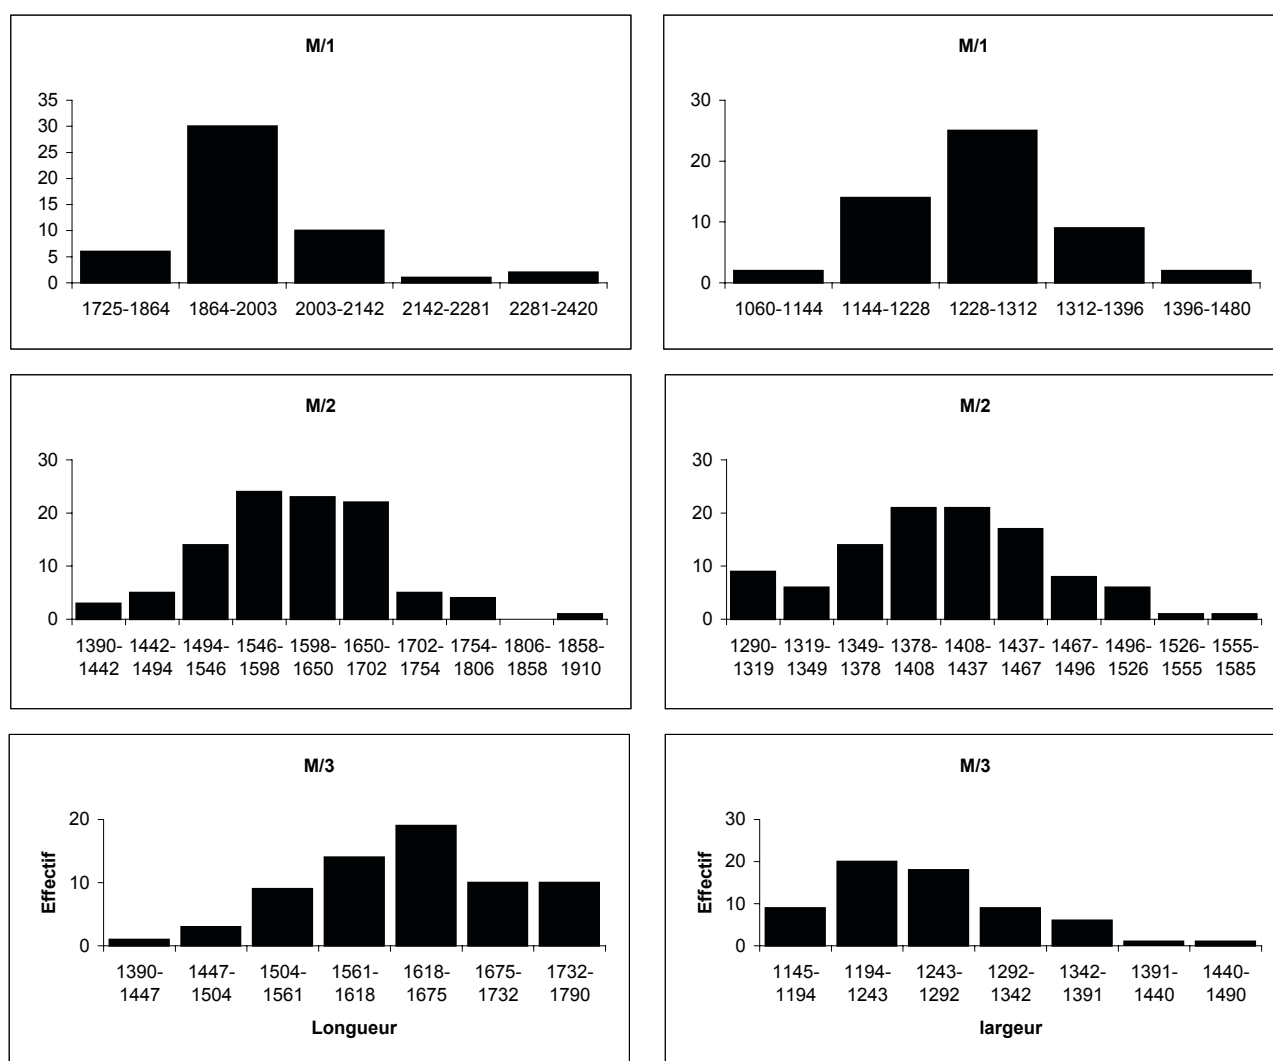 M/1
35
30
25
20
15
10
5
0
1725-1864 1864-2003 2003-2142 2142-2281 2281-2420
M/1
30
20
10
0
1060-1144 1144-1228 1228-1312 1312-1396 1396-1480
M/2
30
20
10
0
1390- 1442- 1494- 1546- 1598- 1650- 1702- 1754- 1806- 1858-
1442 1494 1546 1598 1650 1702 1754 1806 1858 1910
M/2
30
20
10
0
1290- 1319- 1349- 1378- 1408- 1437- 1467- 1496- 1526- 1555-
1319 1349 1378 1408 1437 1467 1496 1526 1555 1585
M/3
Effectif
20
10
0
1390- 1447- 1504- 1561- 1618- 1675- 1732-
1447 1504 1561 1618 1675 1732 1790
Longueur
M/3
Effectif
30
20
10
0
1145- 1194- 1243- 1292- 1342- 1391- 1440-
1194 1243 1292 1342 1391 1440 1490
largeur